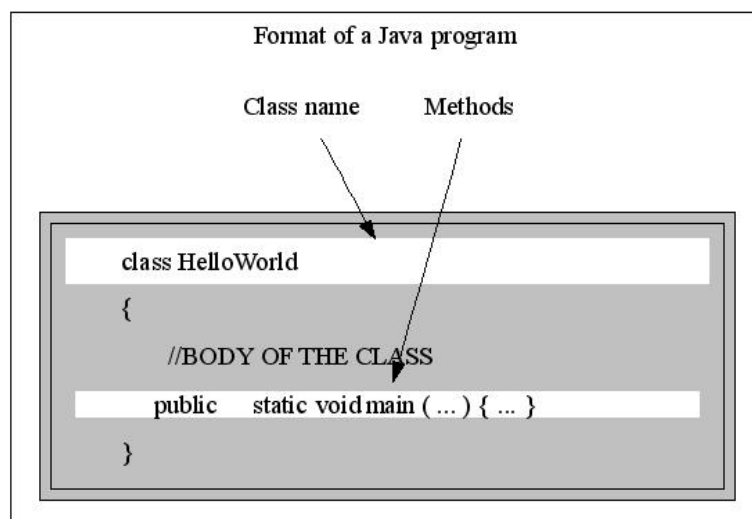 Format of a Java program
Class name Methods
class HelloWorld
{
//BODY OF THE CLASS
public static void main ( ... ) { ... }
}